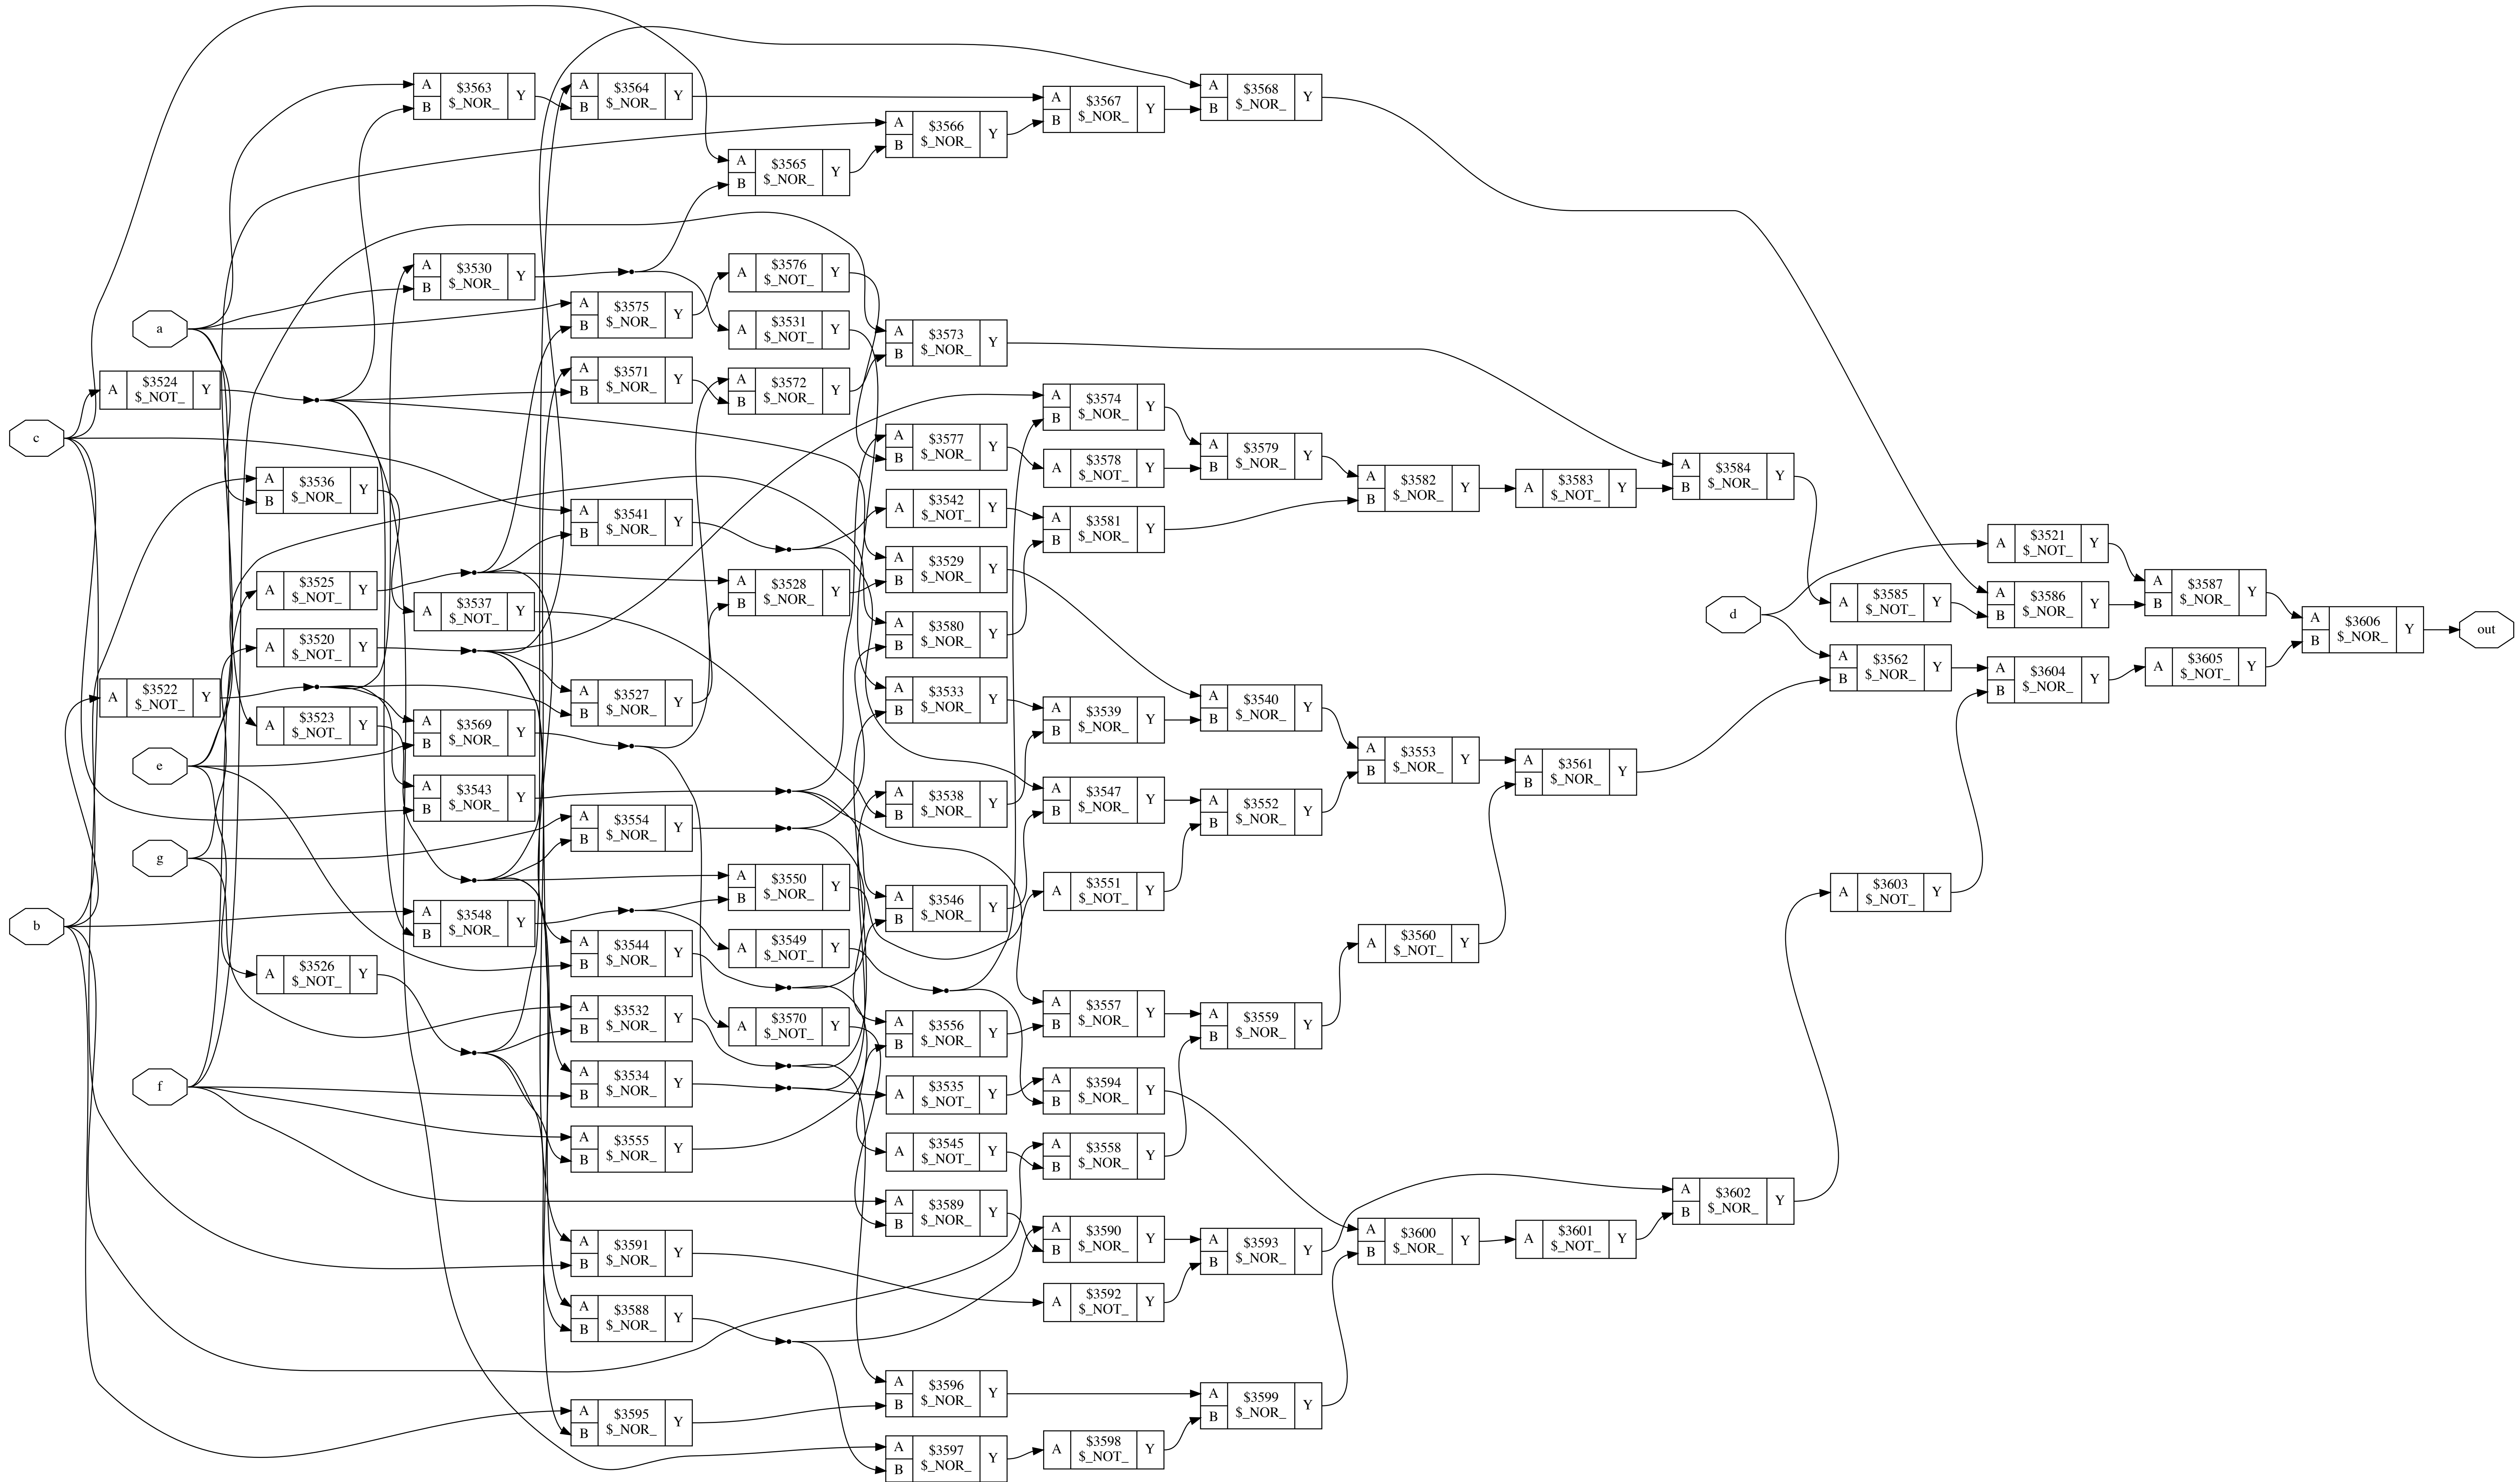 c
b
A $3524 Y
$_NOT_
A $3522 Y
$_NOT_
a
e
g
f
A $3536 Y
B $_NOR_
A $3525 Y
$_NOT_
A $3520 Y
$_NOT_
A $3523 Y
$_NOT_
A $3526 Y
$_NOT_
A $3563 Y
B $_NOR_
A $3530 Y
B $_NOR_
A $3537 Y
$_NOT_
A $3569 Y
B $_NOR_
A $3543 Y
B $_NOR_
A $3548 Y
B $_NOR_
A $3564 Y
B $_NOR_
A $3575 Y
B $_NOR_
A $3571 Y
B $_NOR_
A $3541 Y
B $_NOR_
A $3527 Y
B $_NOR_
A $3554 Y
B $_NOR_
A $3544 Y
B $_NOR_
A $3532 Y
B $_NOR_
A $3534 Y
B $_NOR_
A $3555 Y
B $_NOR_
A $3591 Y
B $_NOR_
A $3588 Y
B $_NOR_
A $3595 Y
B $_NOR_
A $3565 Y
B $_NOR_
A $3576 Y
$_NOT_
A $3531 Y
$_NOT_
A $3572 Y
B $_NOR_
A $3528 Y
B $_NOR_
A $3550 Y
B $_NOR_
A $3549 Y
$_NOT_
A $3570 Y
$_NOT_
A $3566 Y
B $_NOR_
A $3573 Y
B $_NOR_
A $3577 Y
B $_NOR_
A $3542 Y
$_NOT_
A $3529 Y
B $_NOR_
A $3580 Y
B $_NOR_
A $3533 Y
B $_NOR_
A $3538 Y
B $_NOR_
A $3546 Y
B $_NOR_
A $3556 Y
B $_NOR_
A $3535 Y
$_NOT_
A $3545 Y
$_NOT_
A $3589 Y
B $_NOR_
A $3596 Y
B $_NOR_
A $3597 Y
B $_NOR_
A $3567 Y
B $_NOR_
A $3574 Y
B $_NOR_
A $3578 Y
$_NOT_
A $3581 Y
B $_NOR_
A $3539 Y
B $_NOR_
A $3547 Y
B $_NOR_
A $3551 Y
$_NOT_
A $3557 Y
B $_NOR_
A $3594 Y
B $_NOR_
A $3558 Y
B $_NOR_
A $3590 Y
B $_NOR_
A $3592 Y
$_NOT_
A $3598 Y
$_NOT_
A $3568 Y
B $_NOR_
A $3579 Y
B $_NOR_
A $3540 Y
B $_NOR_
A $3552 Y
B $_NOR_
A $3559 Y
B $_NOR_
A $3593 Y
B $_NOR_
A $3599 Y
B $_NOR_
A $3582 Y
B $_NOR_
A $3553 Y
B $_NOR_
A $3560 Y
$_NOT_
A $3600 Y
B $_NOR_
A $3583 Y
$_NOT_
A $3561 Y
B $_NOR_
A $3601 Y
$_NOT_
A $3584 Y
B $_NOR_
d
A $3602 Y
B $_NOR_
A $3585 Y
$_NOT_
A $3562 Y
B $_NOR_
A $3603 Y
$_NOT_
A $3521 Y
$_NOT_
A $3586 Y
B $_NOR_
A $3604 Y
B $_NOR_
A $3587 Y
B $_NOR_
A $3605 Y
$_NOT_
A $3606 Y
B $_NOR_
out